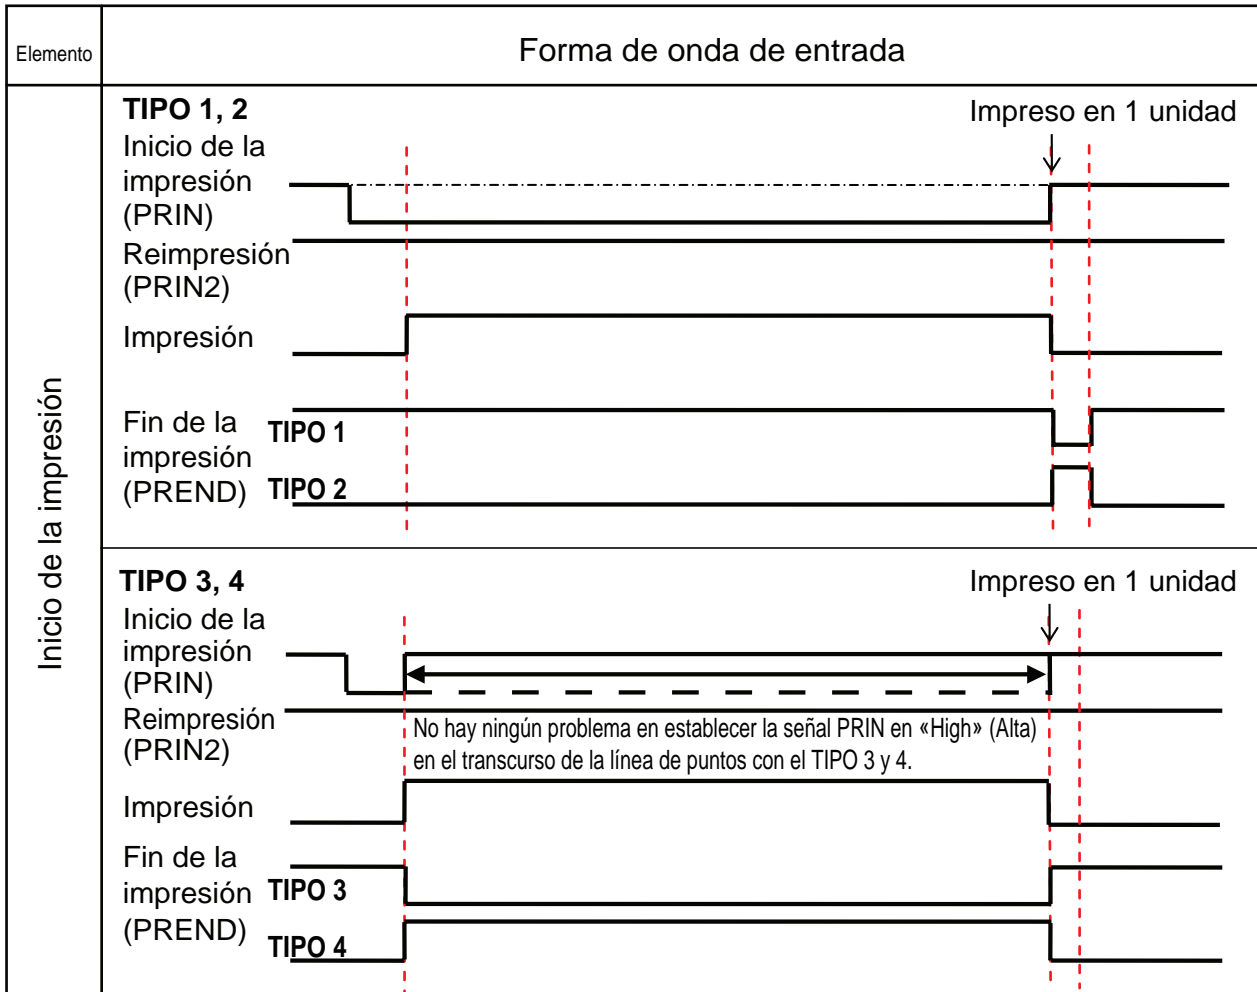 Elemento
Forma de onda de entrada
Inicio de la impresión
TIPO 1, 2
Impreso en 1 unidad
Inicio de la
impresión
(PRIN)
Reimpresión
(PRIN2)
Impresión
Fin de la
impresión
(PREND)
TIPO 1
TIPO 2
TIPO 3, 4
Impreso en 1 unidad
Inicio de la
impresión
(PRIN)
Reimpresión
(PRIN2)
No hay ningún problema en establecer la señal PRIN en «High» (Alta)
en el transcurso de la línea de puntos con el TIPO 3 y 4.
Impresión
Fin de la
impresión
(PREND)
TIPO 3
TIPO 4